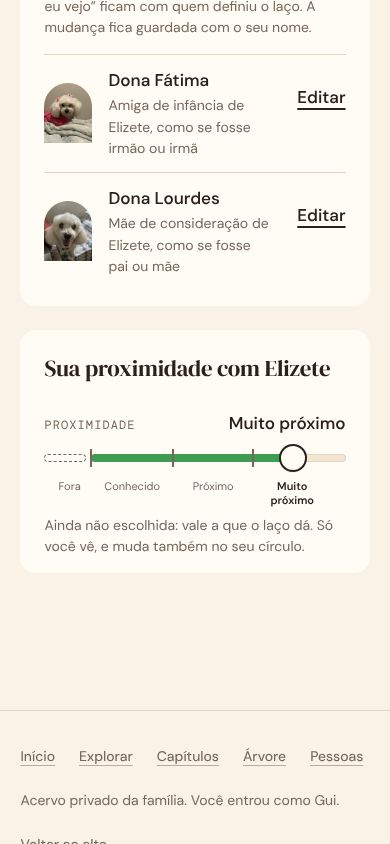 eu vejo” ficam com quem definiu o laço. A
mudança fica guardada com o seu nome.
Dona Fátima
Amiga de infância de
Elizete, como se fosse
irmão ou irmã
Editar
Dona Lourdes
Mãe de consideração de
Elizete, como se fosse
pai ou mãe
Editar
Sua proximidade com Elizete
PROXIMIDADE
Muito próximo
Fora
Conhecido
Próximo
Muito
próximo
Ainda não escolhida: vale a que o laço dá. Só
você vê, e muda também no seu círculo.
Início
Explorar
Capítulos
Árvore
Pessoas
Acervo privado da família. Você entrou como Gui.